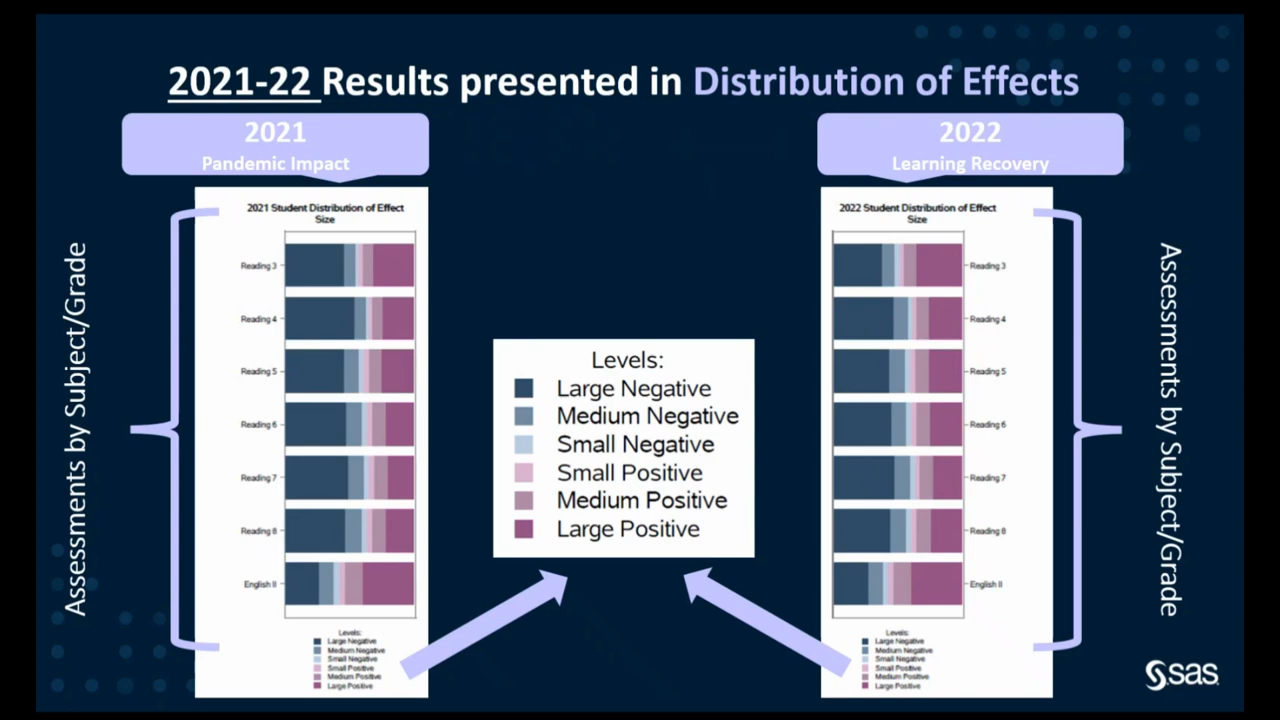 2021-22 Results presented in Distribution of Effects
2021
Pandemic Impact
2022
Learning Recovery
Assessments by Subject/Grade
2021 Student Distribution of Effect
Size
Reading 3
Reading 4
Reading 5
Reading 6
Reading 7
Reading 8
English II
Levels:
Large Negative
Medium Negative
Small Negative
Small Positive
Medium Positive
Large Positive
Levels:
Large Negative
Medium Negative
Small Negative
Small Positive
Medium Positive
Large Positive
2022 Student Distribution of Effect
Size
Reading 3
Reading 4
Reading 5
Reading 6
Reading 7
Reading 8
English II
Levels:
Large Negative
Medium Negative
Small Negative
Small Positive
Medium Positive
Large Positive
Assessments by Subject/Grade
sas